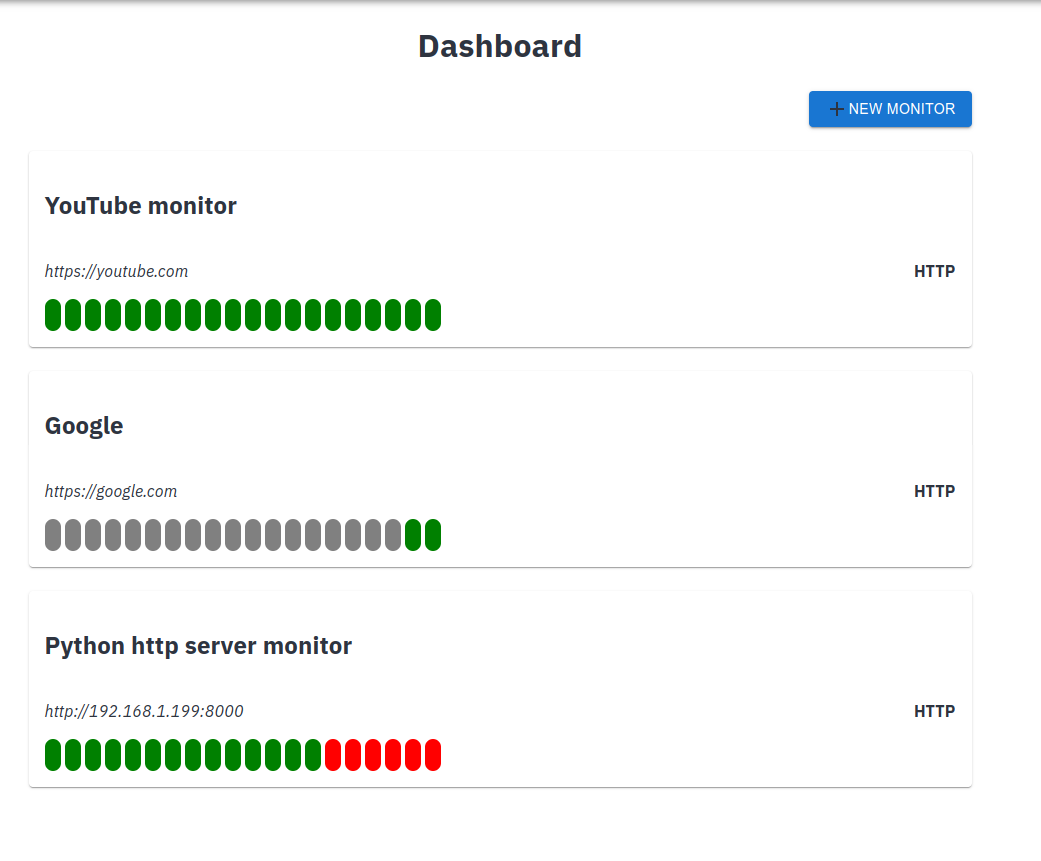 Dashboard
NEW MONITOR
YouTube monitor
https://youtube.com HTTP
Google
https://google.com HTTP
Python http server monitor
http://192.168.1.199:8000 HTTP